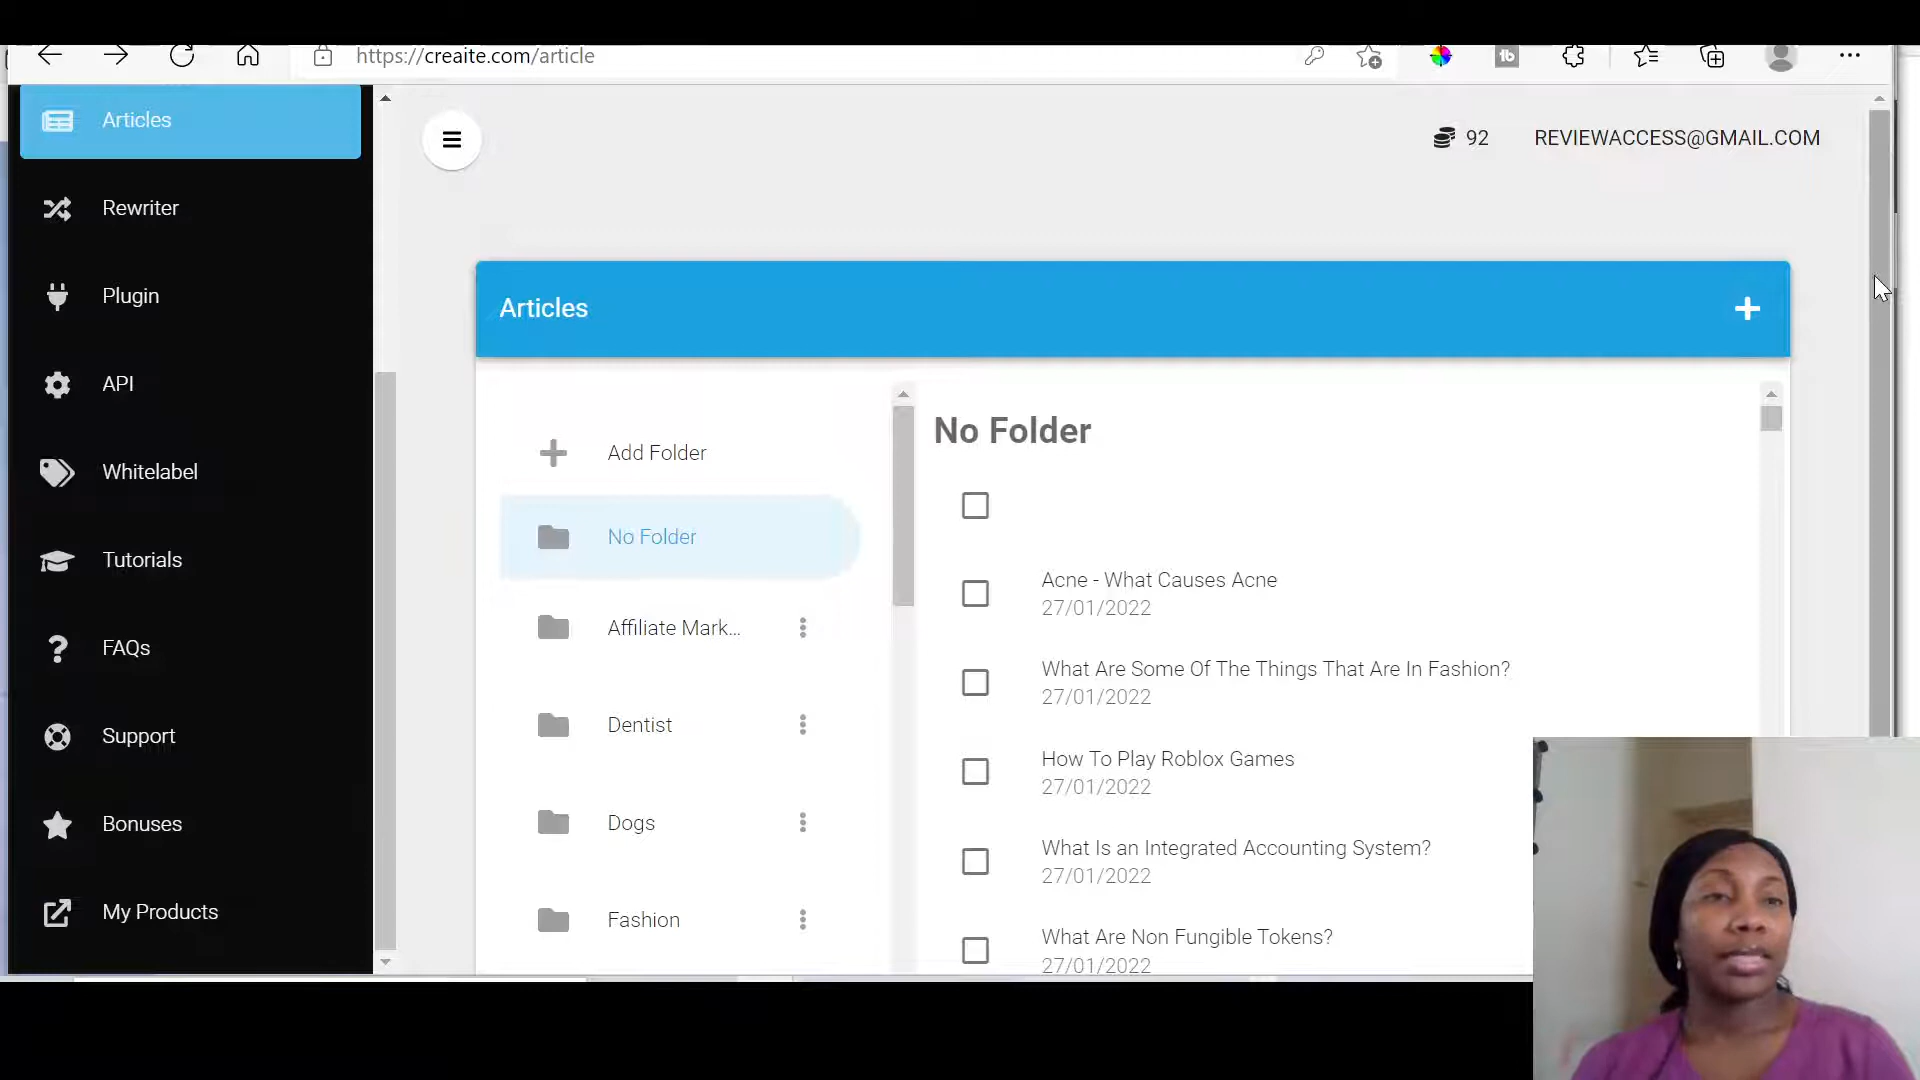 https://creaite.com/article
Articles
Rewriter
Plugin
API
Whitelabel
Tutorials
FAQs
Support
Bonuses
My Products
92
REVIEWACCESS@GMAIL.COM
Articles
Add Folder
No Folder
Affiliate Mark...
Dentist
Dogs
Fashion
No Folder
Acne - What Causes Acne
27/01/2022
What Are Some Of The Things That Are In Fashion?
27/01/2022
How To Play Roblox Games
27/01/2022
What Is an Integrated Accounting System?
27/01/2022
What Are Non Fungible Tokens?
27/01/2022